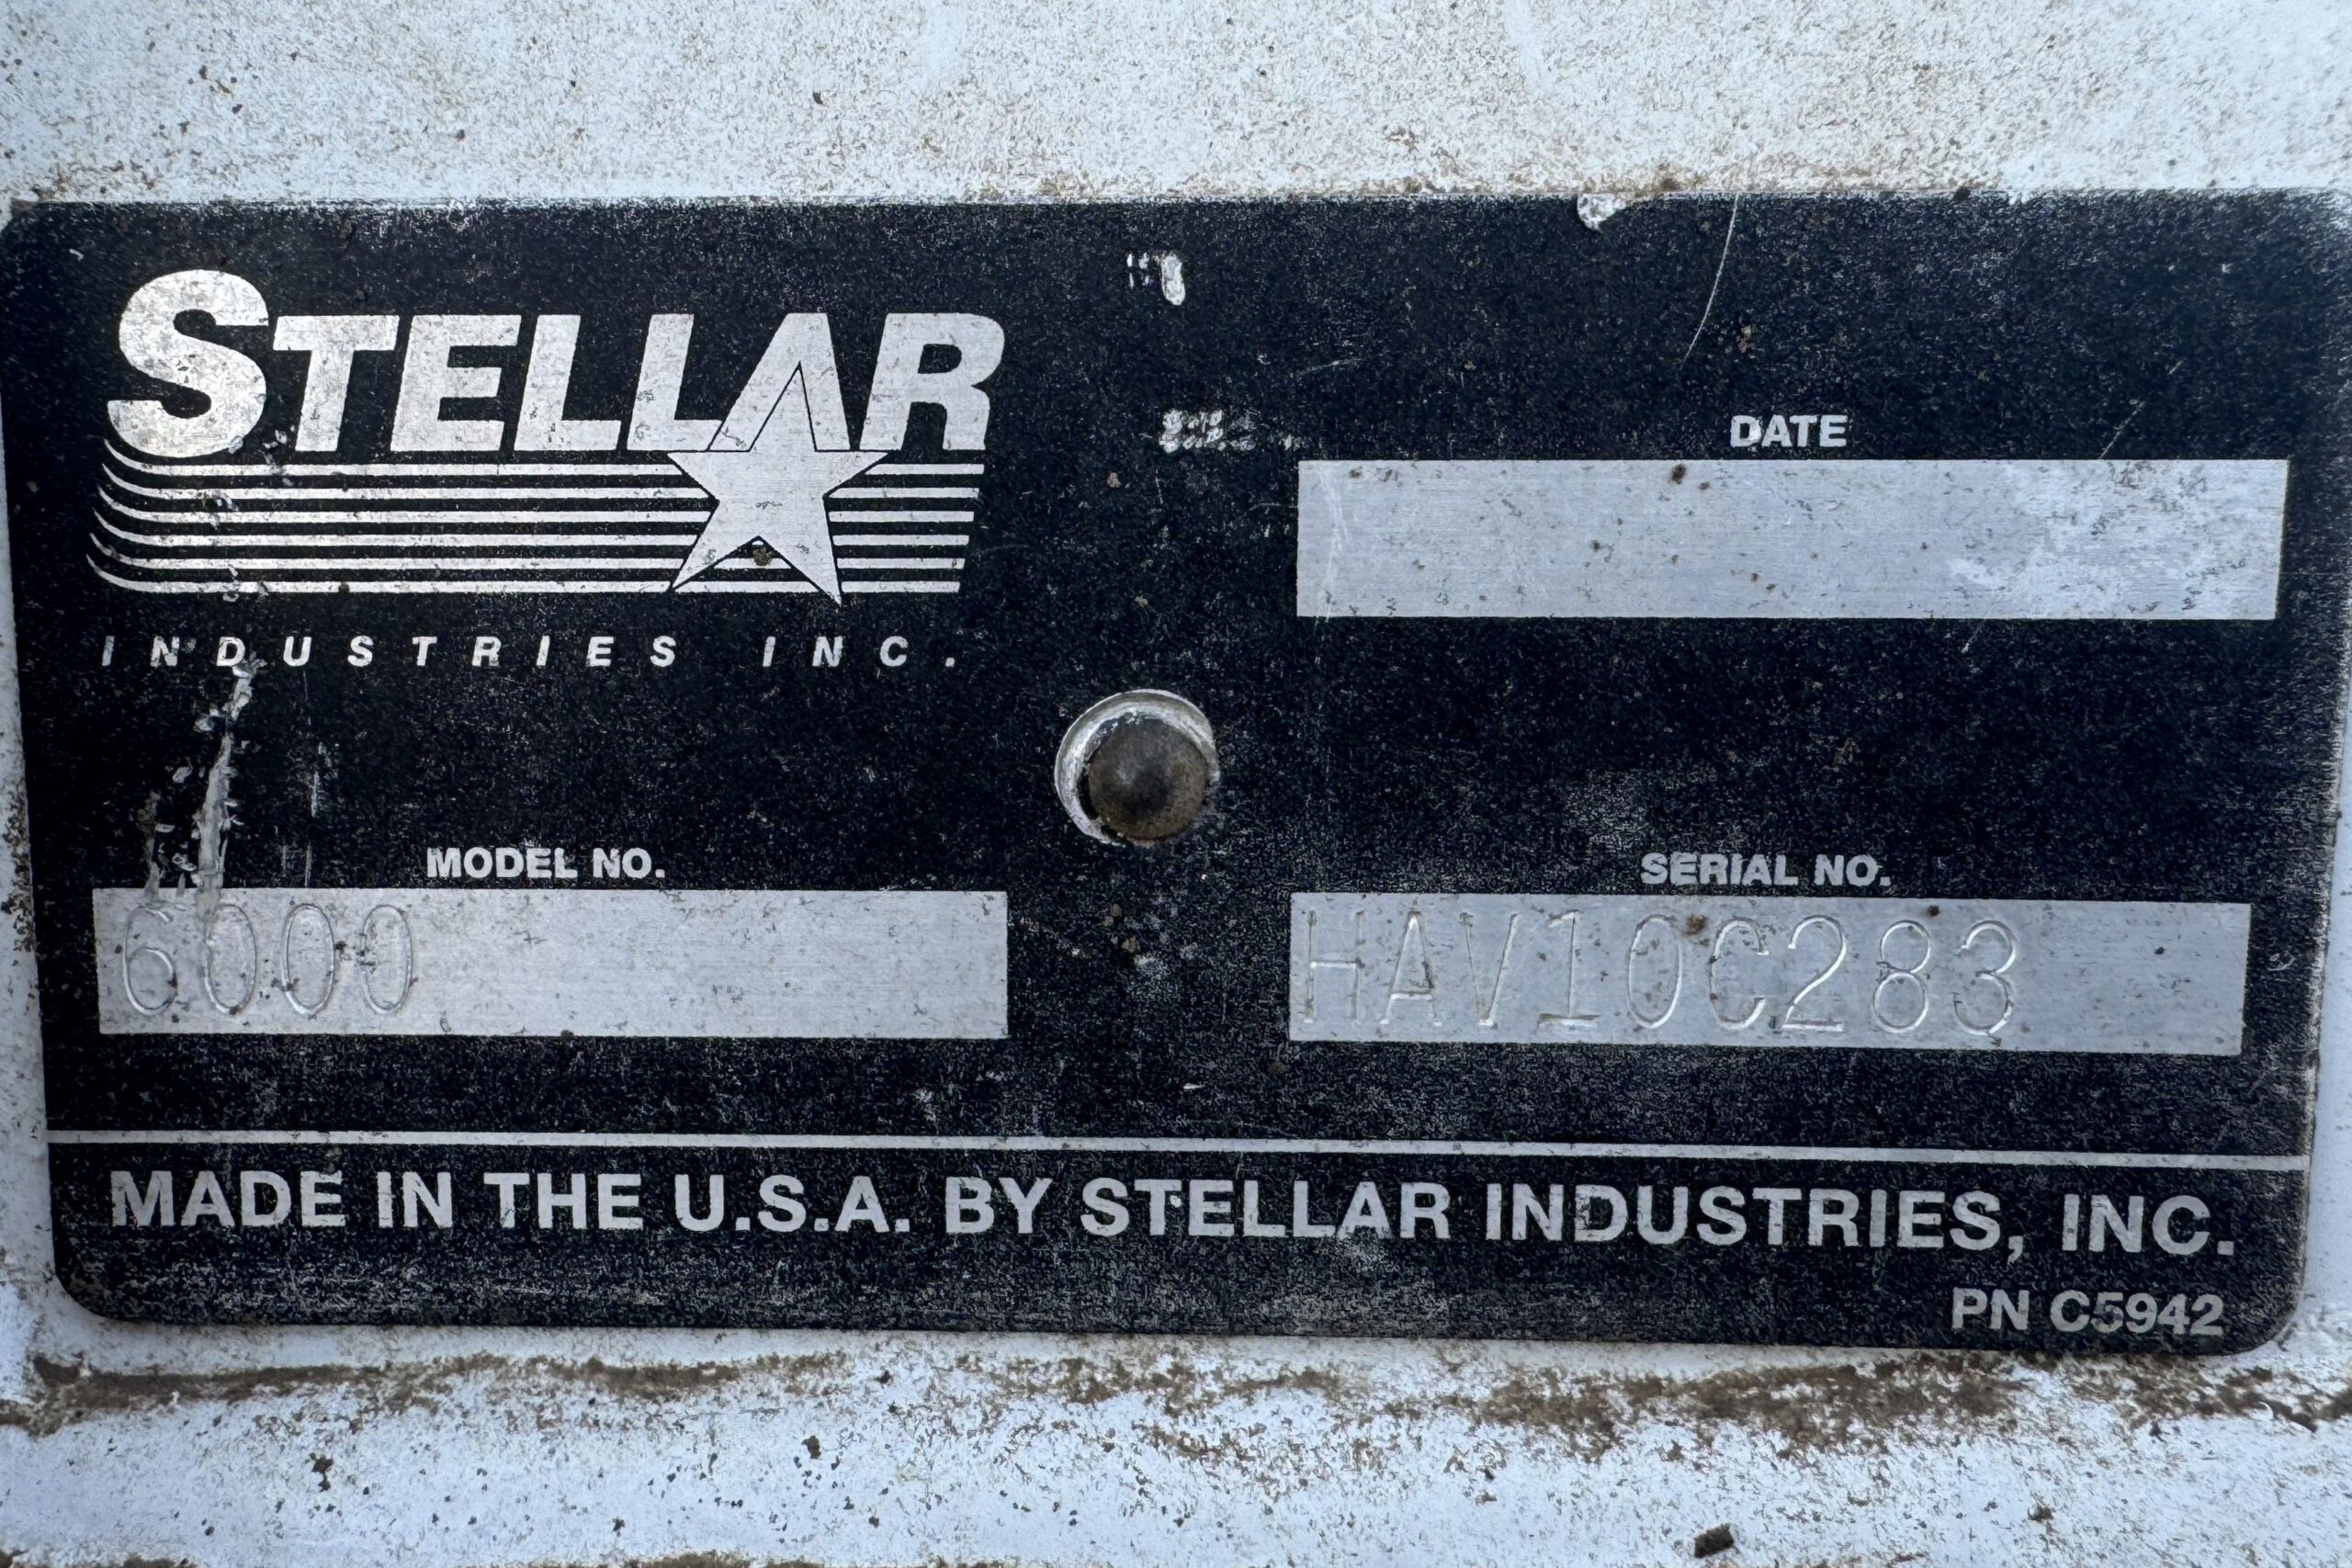 STELLAR
INDUSTRIES INC.
DATE
MODEL NO.
6000
SERIAL NO.
HAV10C283
MADE IN THE U.S.A. BY STELLAR INDUSTRIES, INC.
PN C5942